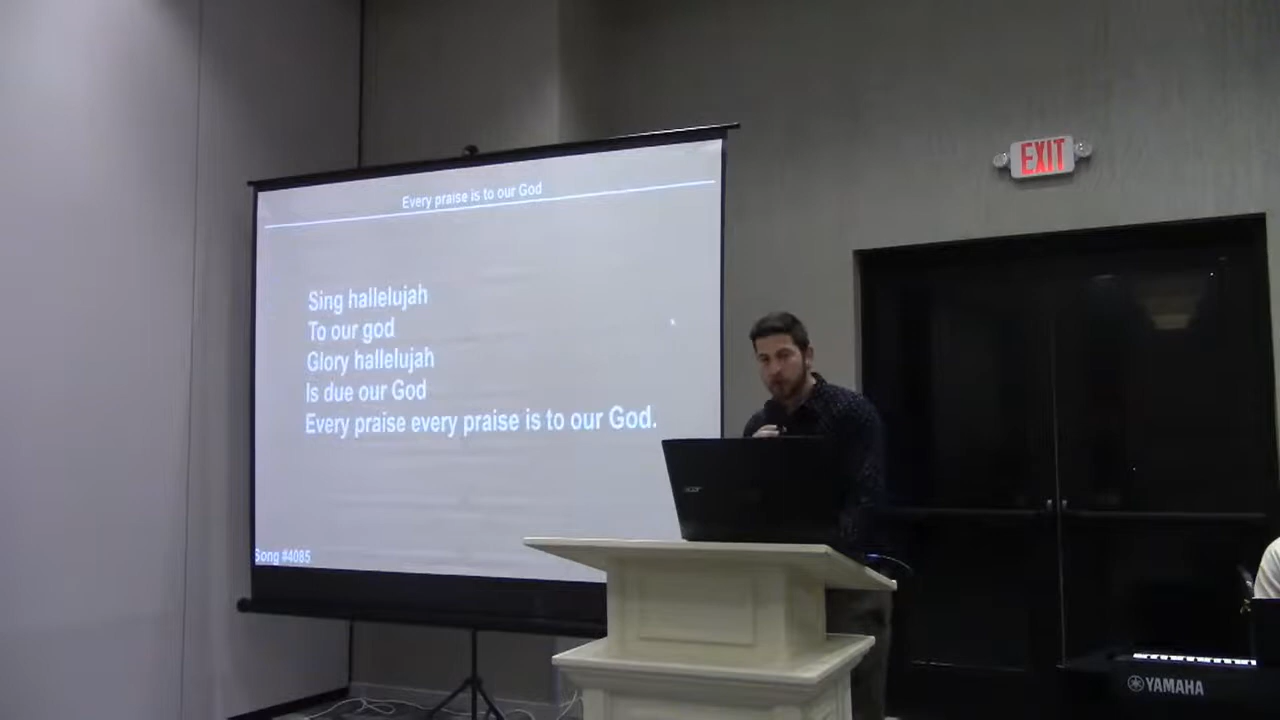 Every praise is to our God
Sing hallelujah
To our god
Glory hallelujah
Is due our God
Every praise every praise is to our God.
Song #4085
EXIT
acer
YAMAHA